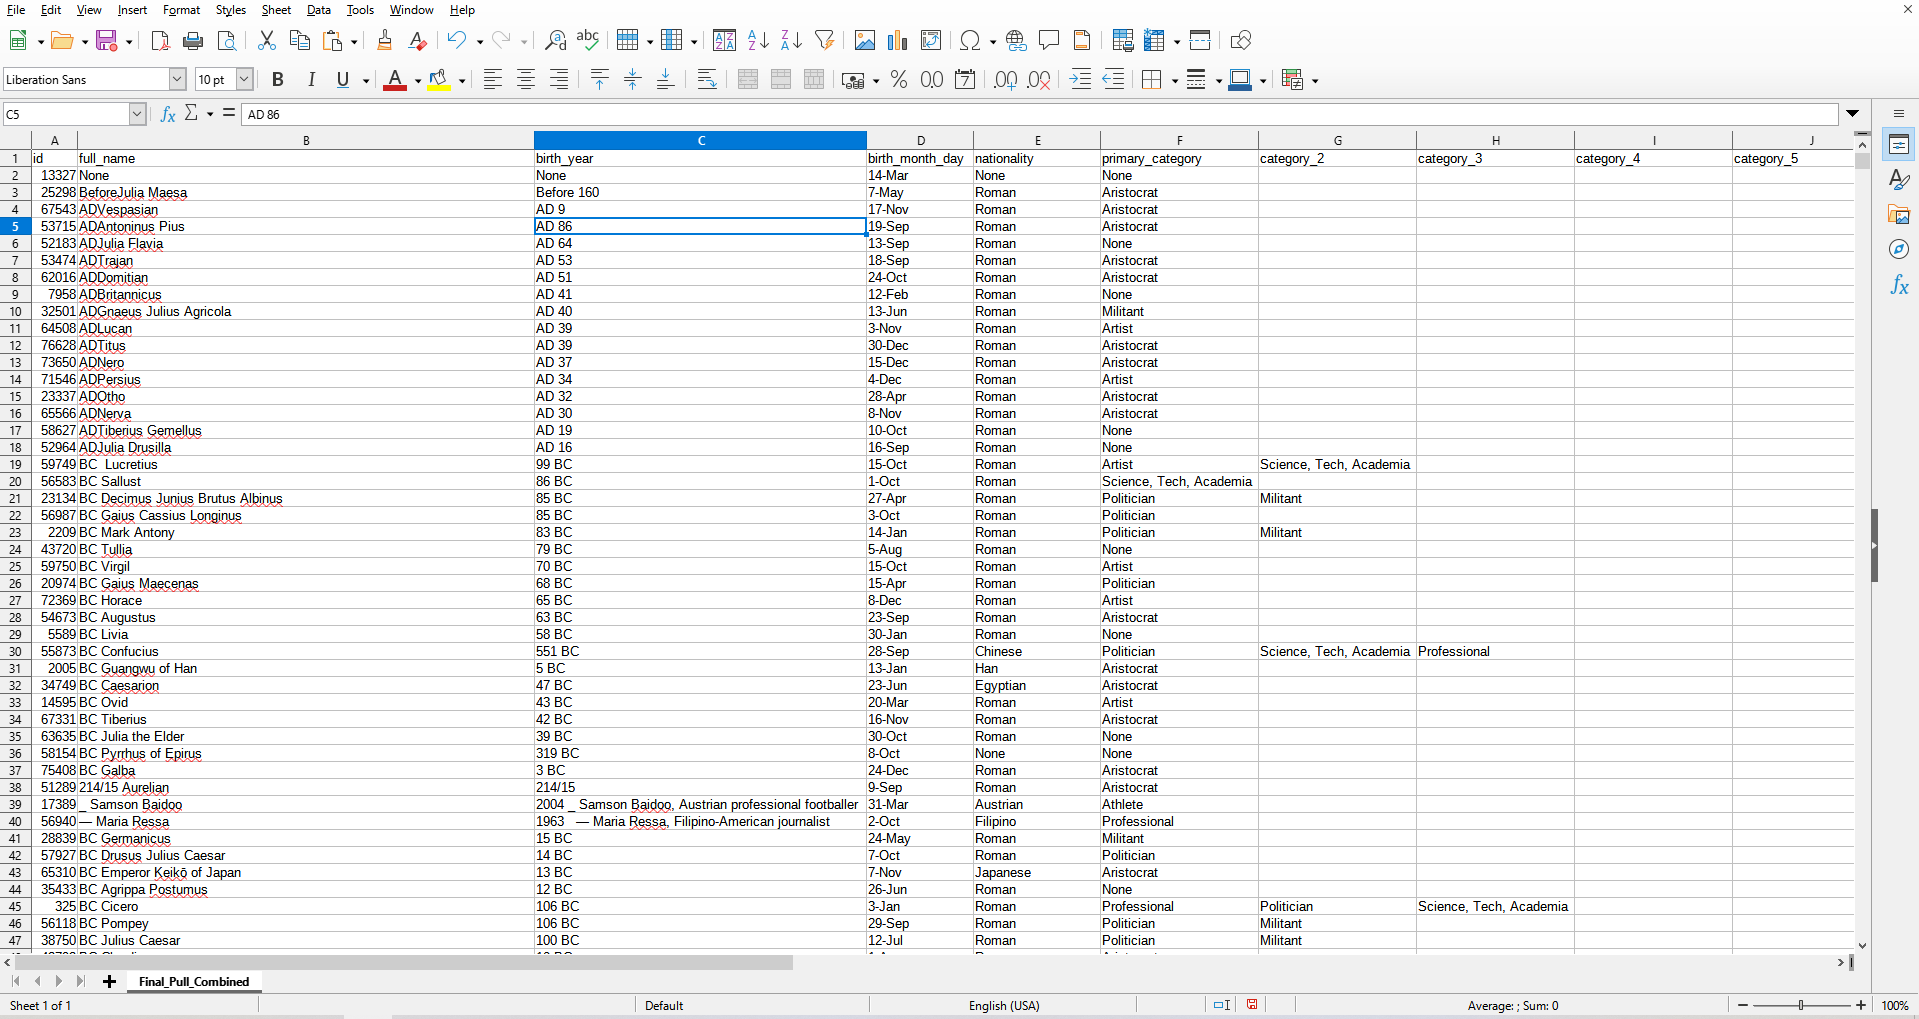 File Edit View Insert Format Styles Sheet Data Tools Window Help
Liberation Sans 10 pt
C5 AD 86
A B C D E F G H I J
1 id full_name birth_year birth_month_day nationality primary_category category_2 category_3 category_4 category_5
2 13327 None None 14-Mar None None
3 25298 BeforeJulia Maesa Before 160 7-May Roman Aristocrat
4 67543 ADVespasian AD 9 17-Nov Roman Aristocrat
5 53715 ADAntoninus Pius AD 86 19-Sep Roman Aristocrat
6 52183 ADJulia Flavia AD 64 13-Sep Roman None
7 53474 ADTrajan AD 53 18-Sep Roman Aristocrat
8 62016 ADDomitian AD 51 24-Oct Roman Aristocrat
9 7958 ADBritannicus AD 41 12-Feb Roman None
10 32501 ADGnaeus Julius Agricola AD 40 13-Jun Roman Militant
11 64508 ADLucan AD 39 3-Nov Roman Artist
12 76628 ADTitus AD 39 30-Dec Roman Aristocrat
13 73650 ADNero AD 37 15-Dec Roman Aristocrat
14 71546 ADPersius AD 34 4-Dec Roman Artist
15 23337 ADOtho AD 32 28-Apr Roman Aristocrat
16 65566 ADNerva AD 30 8-Nov Roman Aristocrat
17 58627 ADTiberius Gemellus AD 19 10-Oct Roman None
18 52964 ADJulia Drusilla AD 16 16-Sep Roman None
19 59749 BC  Lucretius 99 BC 15-Oct Roman Artist Science, Tech, Academia
20 56583 BC Sallust 86 BC 1-Oct Roman Science, Tech, Academia
21 23134 BC Decimus Junius Brutus Albinus 85 BC 27-Apr Roman Politician Militant
22 56987 BC Gaius Cassius Longinus 85 BC 3-Oct Roman Politician
23 2209 BC Mark Antony 83 BC 14-Jan Roman Politician Militant
24 43720 BC Tullia 79 BC 5-Aug Roman None
25 59750 BC Virgil 70 BC 15-Oct Roman Artist
26 20974 BC Gaius Maecenas 68 BC 15-Apr Roman Politician
27 72369 BC Horace 65 BC 8-Dec Roman Artist
28 54673 BC Augustus 63 BC 23-Sep Roman Aristocrat
29 5589 BC Livia 58 BC 30-Jan Roman None
30 55873 BC Confucius 551 BC 28-Sep Chinese Politician Science, Tech, Academia Professional
31 2005 BC Guangwu of Han 5 BC 13-Jan Han Aristocrat
32 34749 BC Caesarion 47 BC 23-Jun Egyptian Aristocrat
33 14595 BC Ovid 43 BC 20-Mar Roman Artist
34 67331 BC Tiberius 42 BC 16-Nov Roman Aristocrat
35 63635 BC Julia the Elder 39 BC 30-Oct Roman None
36 58154 BC Pyrrhus of Epirus 319 BC 8-Oct None None
37 75408 BC Galba 3 BC 24-Dec Roman Aristocrat
38 51289 214/15 Aurelian 214/15 9-Sep Roman Aristocrat
39 17389 _ Samson Baidoo 2004 _ Samson Baidoo, Austrian professional footballer 31-Mar Austrian Athlete
40 56940 — Maria Ressa 1963 — Maria Ressa, Filipino-American journalist 2-Oct Filipino Professional
41 28839 BC Germanicus 15 BC 24-May Roman Militant
42 57927 BC Drusus Julius Caesar 14 BC 7-Oct Roman Politician
43 65310 BC Emperor Keikō of Japan 13 BC 7-Nov Japanese Aristocrat
44 35433 BC Agrippa Postumus 12 BC 26-Jun Roman None
45 325 BC Cicero 106 BC 3-Jan Roman Professional Politician Science, Tech, Academia
46 56118 BC Pompey 106 BC 29-Sep Roman Politician Militant
47 38750 BC Julius Caesar 100 BC 12-Jul Roman Politician Militant
Final_Pull_Combined
Sheet 1 of 1 Default English (USA) Average: ; Sum: 0 100%